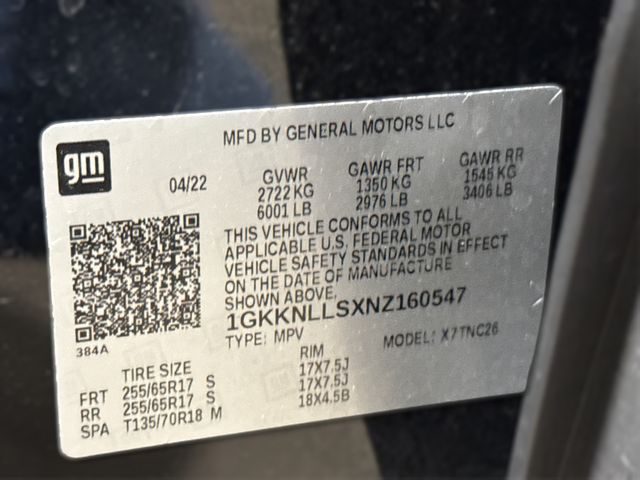 MFD BY GENERAL MOTORS LLC
gm
04/22
GVWR GAWR FRT GAWR RR
2722 KG 1350 KG 1545 KG
6001 LB 2976 LB 3406 LB
THIS VEHICLE CONFORMS TO ALL
APPLICABLE U.S. FEDERAL MOTOR
VEHICLE SAFETY STANDARDS IN EFFECT
ON THE DATE OF MANUFACTURE
SHOWN ABOVE.
1GKKNLLSXNZ160547
TYPE: MPV MODEL: X7TNC26
384A
TIRE SIZE RIM
FRT 255/65R17 S 17X7.5J
RR 255/65R17 S 17X7.5J
SPA T135/70R18 M 18X4.5B